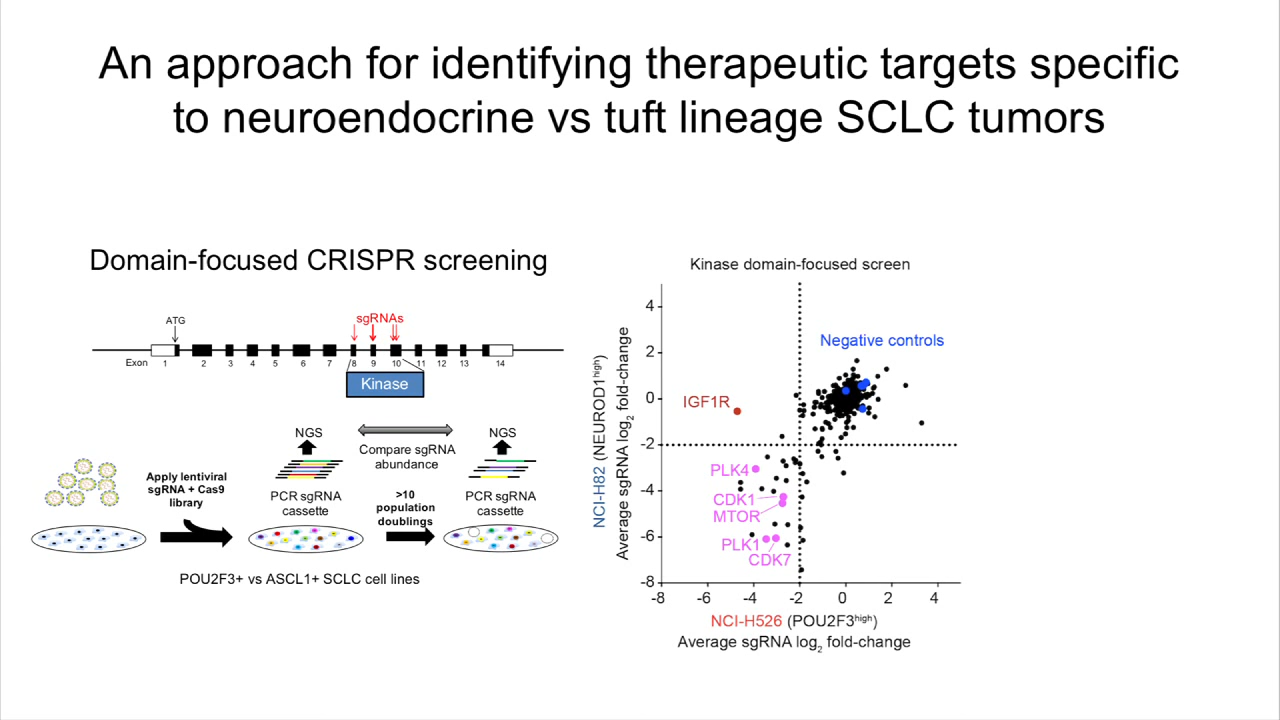 An approach for identifying therapeutic targets specific
to neuroendocrine vs tuft lineage SCLC tumors
Domain-focused CRISPR screening
ATG
sgRNAs
Exon 1 2 3 4 5 6 7 8 9 10 11 12 13 14
Kinase
NGS
NGS
Compare sgRNA
abundance
Apply lentiviral
sgRNA + Cas9
library
PCR sgRNA
cassette
>10
population
doublings
PCR sgRNA
cassette
POU2F3+ vs ASCL1+ SCLC cell lines
Kinase domain-focused screen
NCI-H82 (NEUROD1high)
Average sgRNA log2 fold-change
4
2
0
-2
-4
-6
-8
Negative controls
IGF1R
PLK4
CDK1
MTOR
PLK1
CDK7
-8 -6 -4 -2 0 2 4
NCI-H526 (POU2F3high)
Average sgRNA log2 fold-change